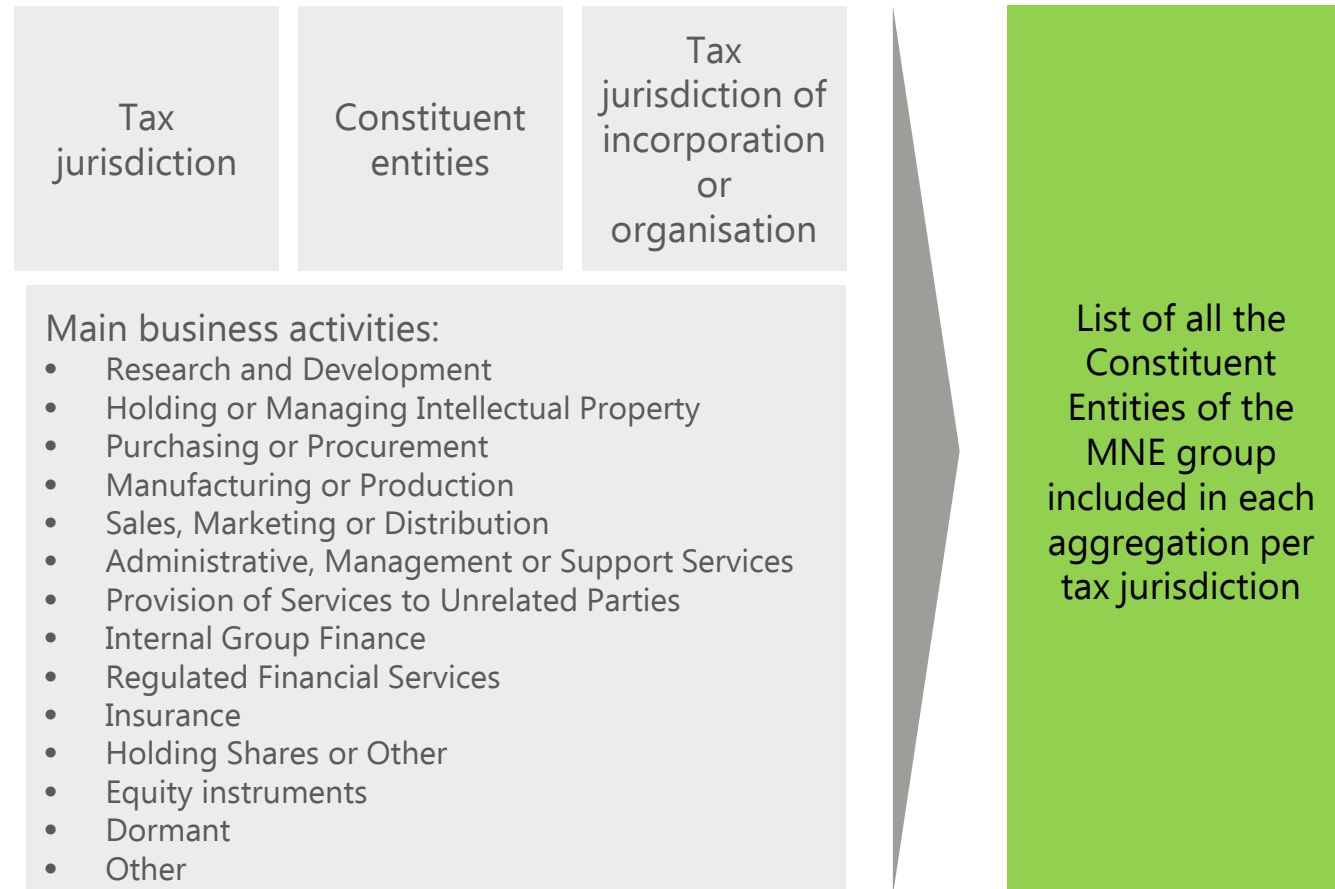 Tax
jurisdiction
Constituent
entities
Tax
jurisdiction of
incorporation
or
organisation
Main business activities:
• Research and Development
• Holding or Managing Intellectual Property
• Purchasing or Procurement
• Manufacturing or Production
• Sales, Marketing or Distribution
• Administrative, Management or Support Services
• Provision of Services to Unrelated Parties
• Internal Group Finance
• Regulated Financial Services
• Insurance
• Holding Shares or Other
• Equity instruments
• Dormant
• Other
List of all the
Constituent
Entities of the
MNE group
included in each
aggregation per
tax jurisdiction